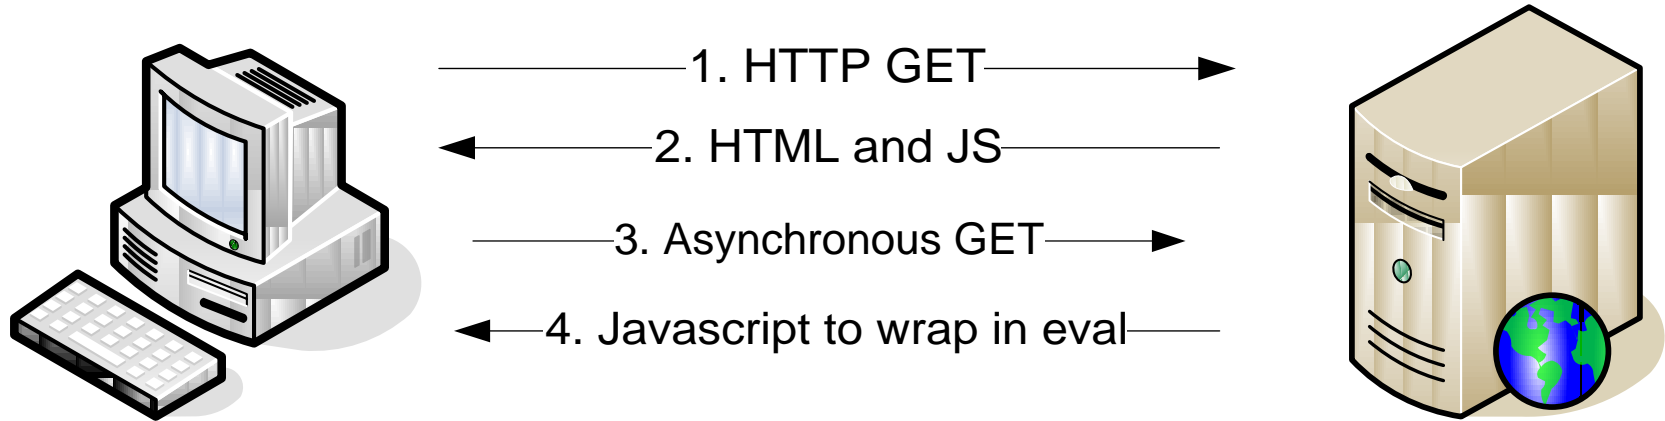 1. HTTP GET
2. HTML and JS
3. Asynchronous GET
4. Javascript to wrap in eval